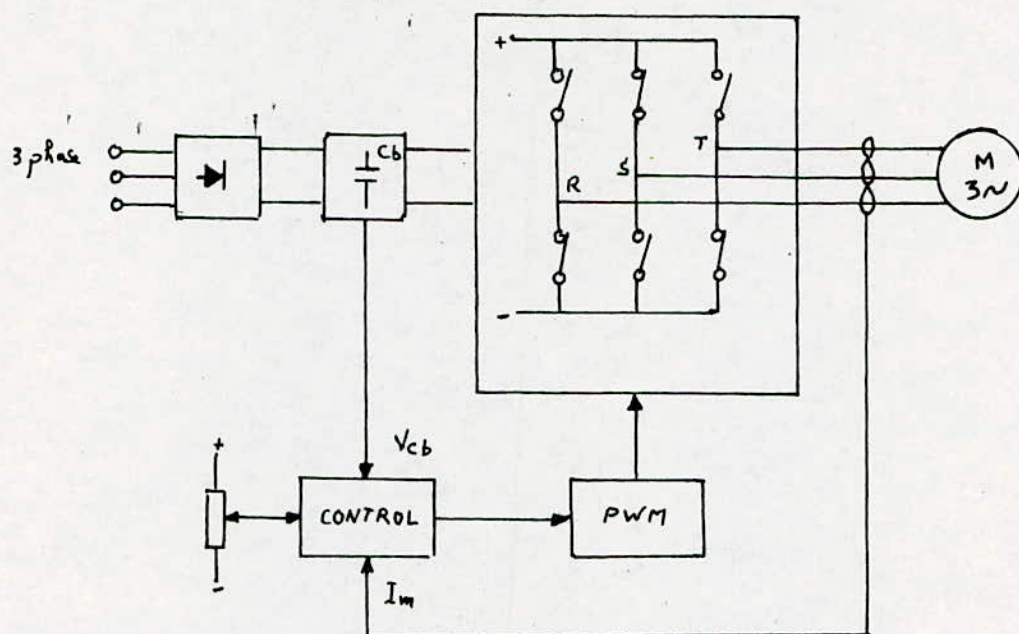 +
T
3 phase
Cb
M
3~
R
S
-
+
Vcb
CONTROL
PWM
-
Im